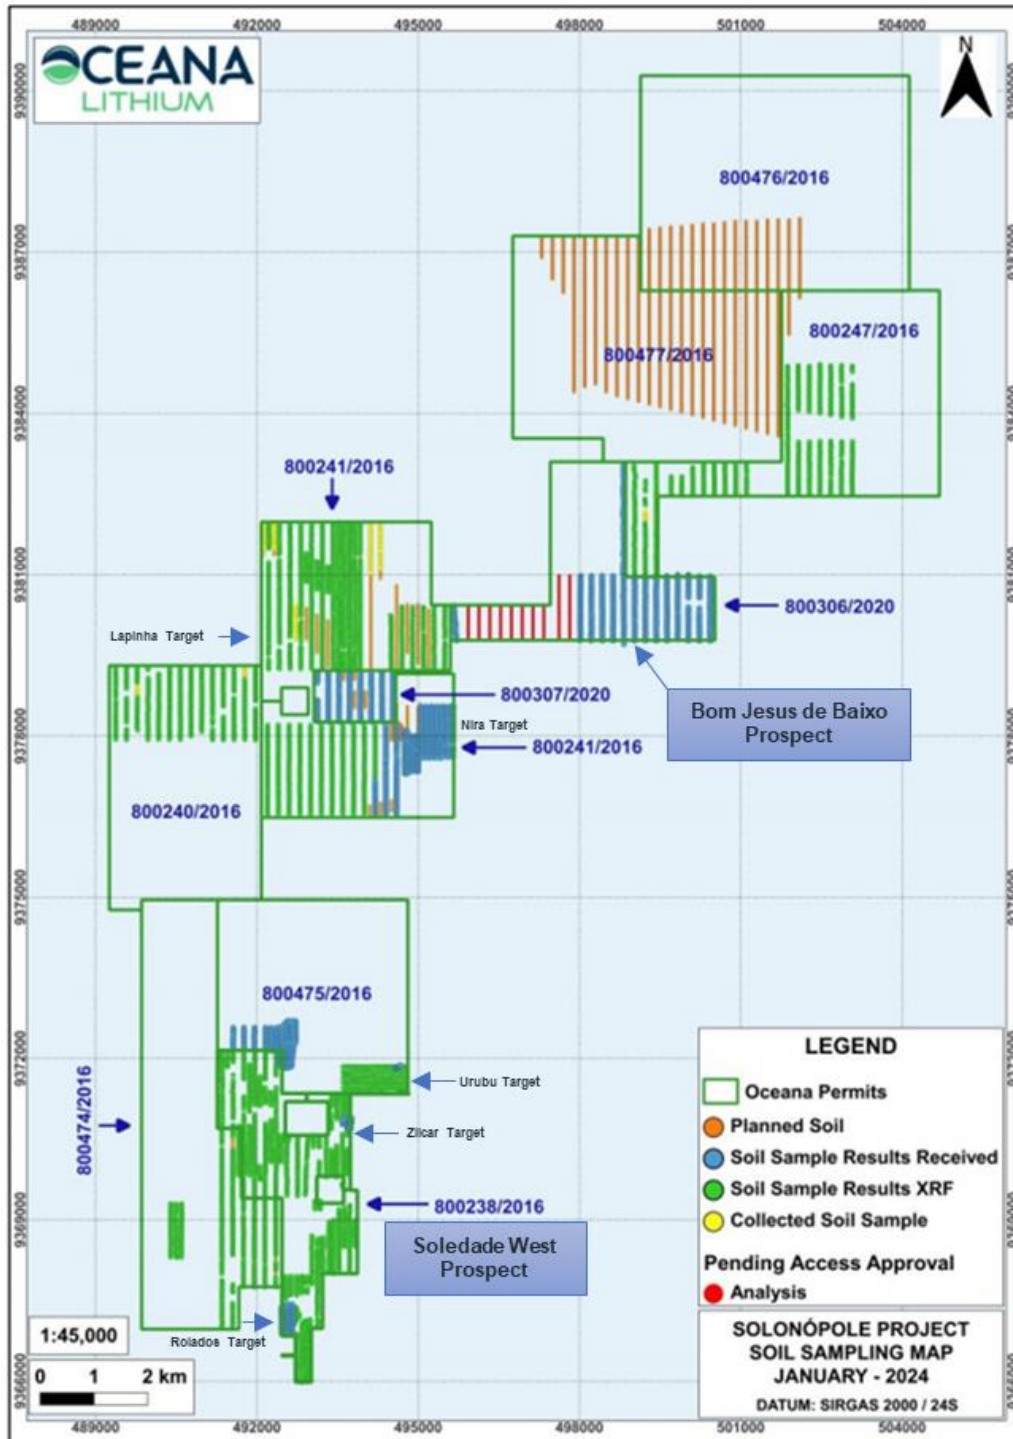 489000 492000 495000 498000 501000 504000
OCEANA
LITHIUM
N
9390000
9387000
9384000
9381000
9378000
9375000
9372000
9369000
9366000
800476/2016
800247/2016
800477/2016
800241/2016
800306/2020
Lapinha Target
800307/2020
Bom Jesus de Baixo
Prospect
Nira Target
800241/2016
800240/2016
800475/2016
Urubu Target
Zilcar Target
800474/2016
800238/2016
Soledade West
Prospect
Rolados Target
LEGEND
Oceana Permits
Planned Soil
Soil Sample Results Received
Soil Sample Results XRF
Collected Soil Sample
Pending Access Approval
Analysis
1:45,000
0 1 2 km
SOLONÓPOLE PROJECT
SOIL SAMPLING MAP
JANUARY - 2024
DATUM: SIRGAS 2000 / 24S
489000 492000 495000 498000 501000 504000